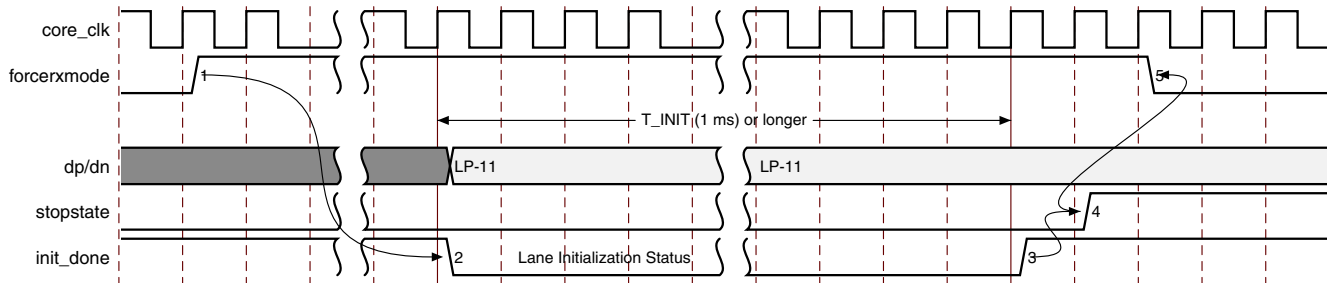 core_clk
forcerxmode 1 5
T_INIT (1 ms) or longer
dp/dn LP-11 LP-11
stopstate 4
init_done 2 Lane Initialization Status 3